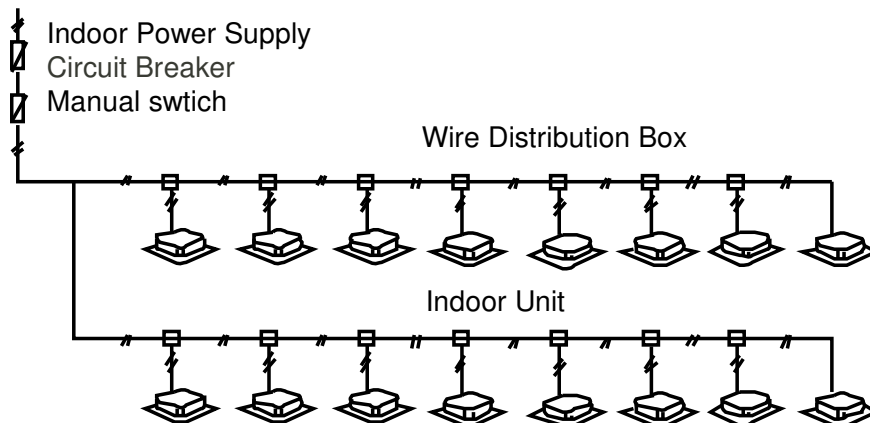 Indoor Power Supply
Circuit Breaker
Manual swtich
Wire Distribution Box
Indoor Unit